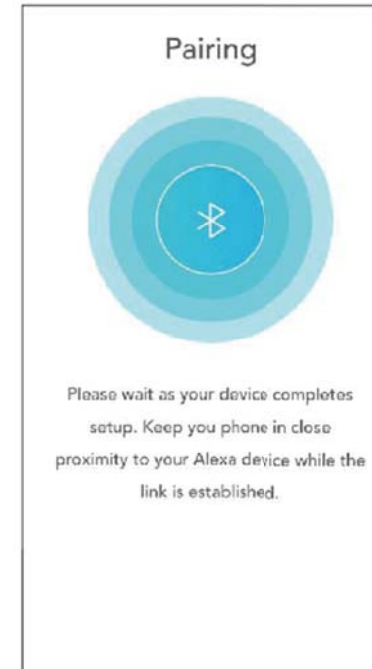 Pairing
Please wait as your device completes
setup. Keep you phone in close
proximity to your Alexa device while the
link is established.